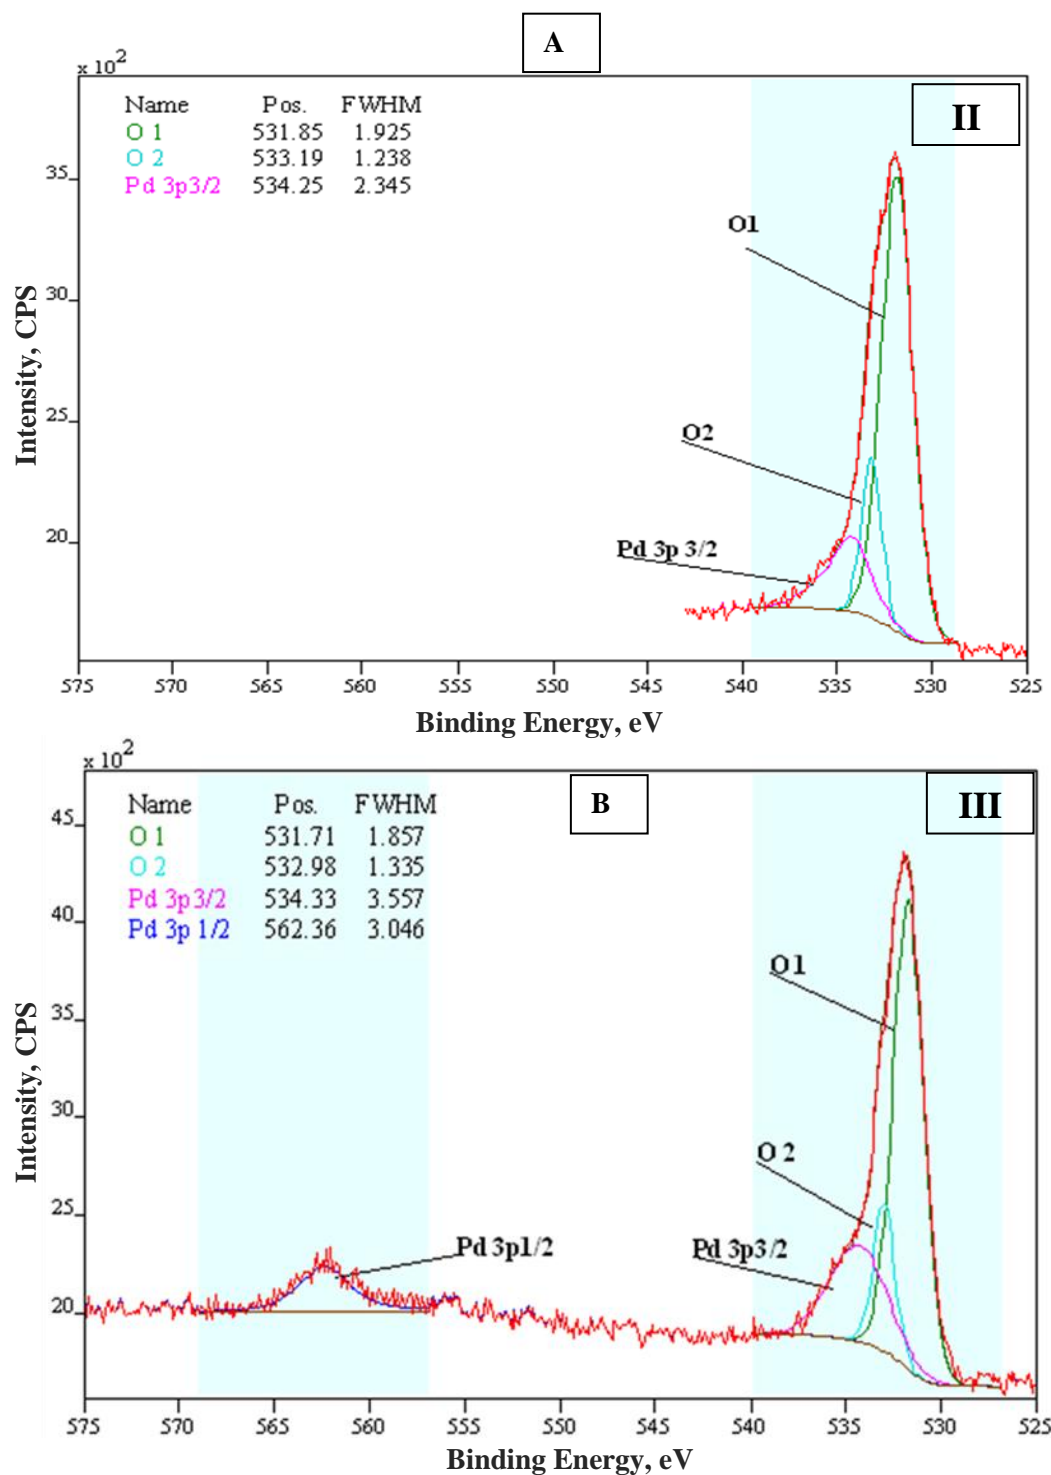 A
x 10²
II
Name Pos. FWHM
O 1 531.85 1.925
O 2 533.19 1.238
Pd 3p3/2 534.25 2.345
35
30
25
20
O1
O2
Pd 3p 3/2
Intensity, CPS
575 570 565 560 555 550 545 540 535 530 525
Binding Energy, eV
x 10²
B
III
Name Pos. FWHM
O 1 531.71 1.857
O 2 532.98 1.335
Pd 3p3/2 534.33 3.557
Pd 3p 1/2 562.36 3.046
45
40
35
30
25
20
O1
O 2
Pd 3p1/2
Pd 3p3/2
Intensity, CPS
575 570 565 560 555 550 545 540 535 530 525
Binding Energy, eV